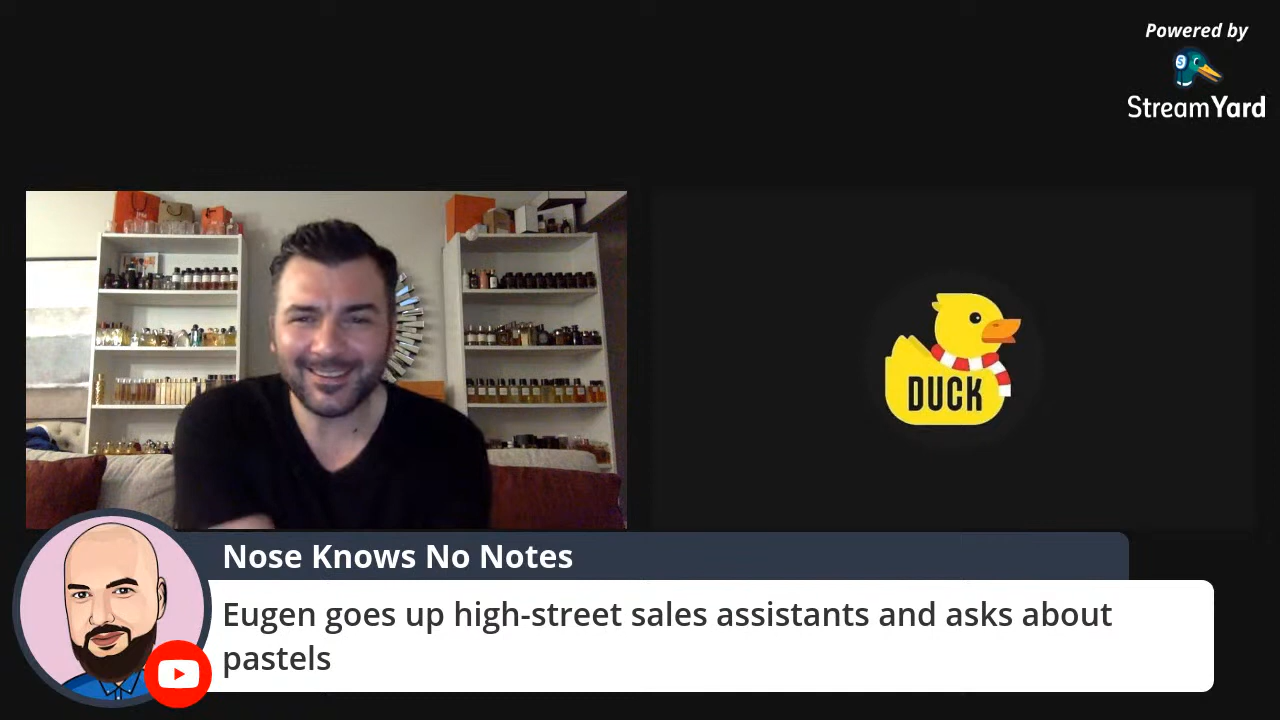 Powered by
StreamYard
DUCK
Nose Knows No Notes
Eugen goes up high-street sales assistants and asks about
pastels